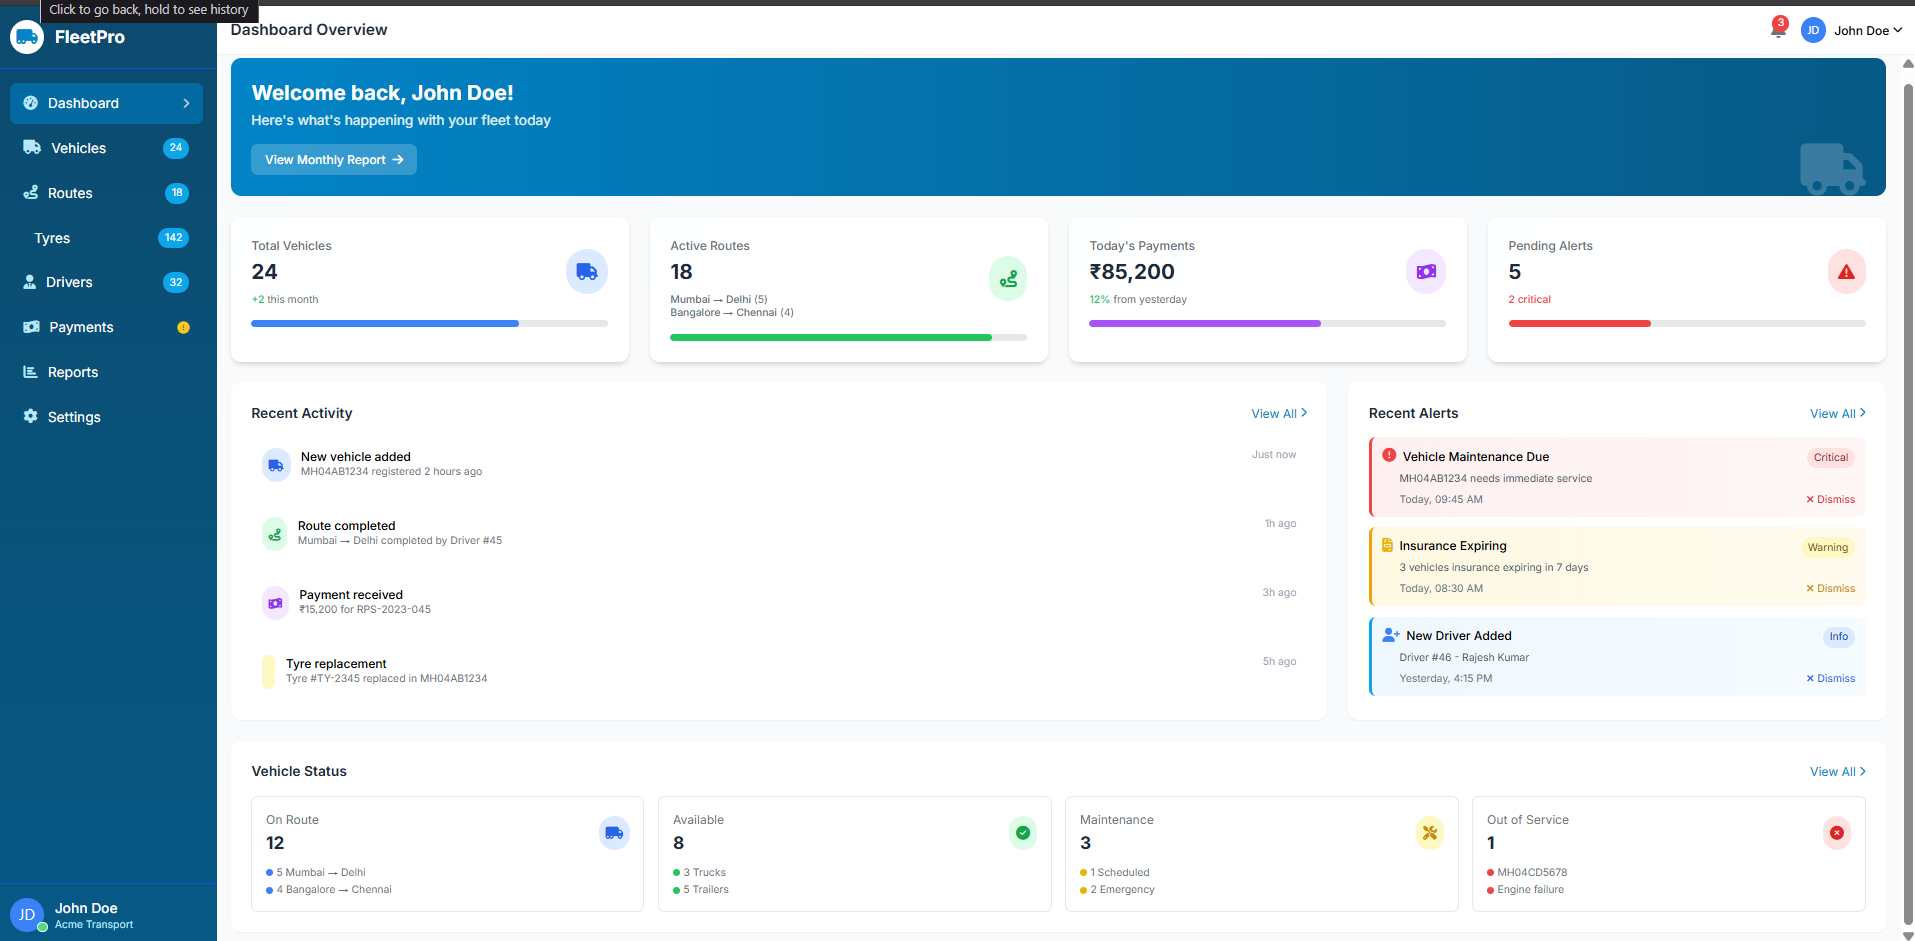 Click to go back, hold to see history
FleetPro
Dashboard Overview
3
JD
John Doe
Dashboard
Vehicles
24
Routes
18
Tyres
142
Drivers
32
Payments
!
Reports
Settings
JD
John Doe
Acme Transport
Welcome back, John Doe!
Here's what's happening with your fleet today
View Monthly Report →
Total Vehicles
24
+2 this month
Active Routes
18
Mumbai → Delhi (5)
Bangalore → Chennai (4)
Today's Payments
₹85,200
12% from yesterday
Pending Alerts
5
2 critical
Recent Activity
View All
New vehicle added
MH04AB1234 registered 2 hours ago
Just now
Route completed
Mumbai → Delhi completed by Driver #45
1h ago
Payment received
₹15,200 for RPS-2023-045
3h ago
Tyre replacement
Tyre #TY-2345 replaced in MH04AB1234
5h ago
Recent Alerts
View All
Vehicle Maintenance Due
Critical
MH04AB1234 needs immediate service
Today, 09:45 AM
× Dismiss
Insurance Expiring
Warning
3 vehicles insurance expiring in 7 days
Today, 08:30 AM
× Dismiss
New Driver Added
Info
Driver #46 - Rajesh Kumar
Yesterday, 4:15 PM
× Dismiss
Vehicle Status
View All
On Route
12
5 Mumbai → Delhi
4 Bangalore → Chennai
Available
8
3 Trucks
5 Trailers
Maintenance
3
1 Scheduled
2 Emergency
Out of Service
1
MH04CD5678
Engine failure